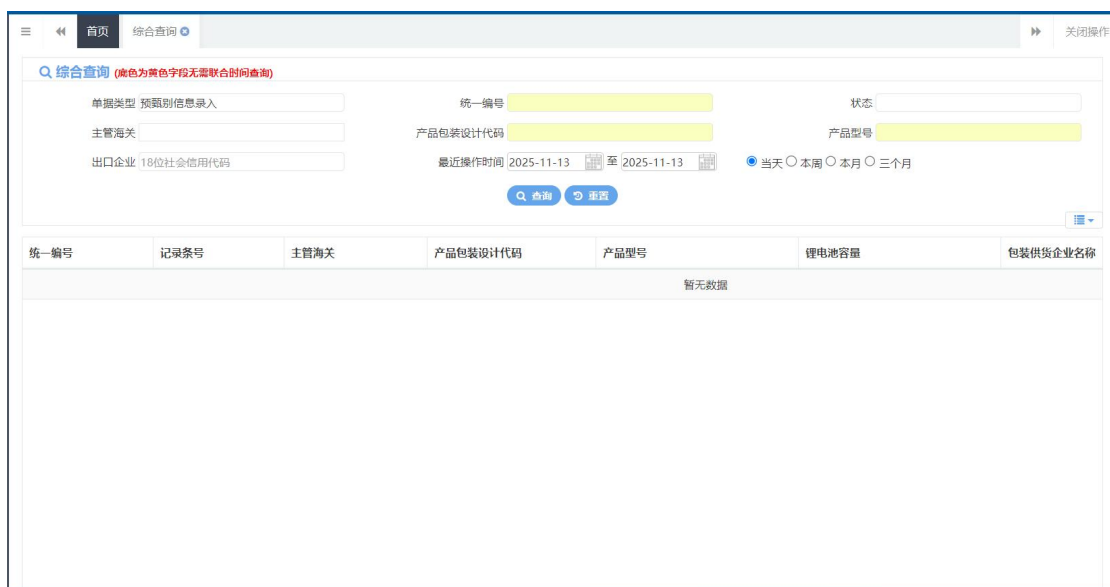 首页 综合查询 关闭操作
综合查询 (底色为黄色字段无需联合时间查询)
单据类型 预甄别信息录入 统一编号 状态
主管海关 产品包装设计代码 产品型号
出口企业 18位社会信用代码 最近操作时间 2025-11-13 至 2025-11-13 当天 本周 本月 三个月
查询 重置
统一编号 记录条号 主管海关 产品包装设计代码 产品型号 锂电池容量 包装供货企业名称
暂无数据